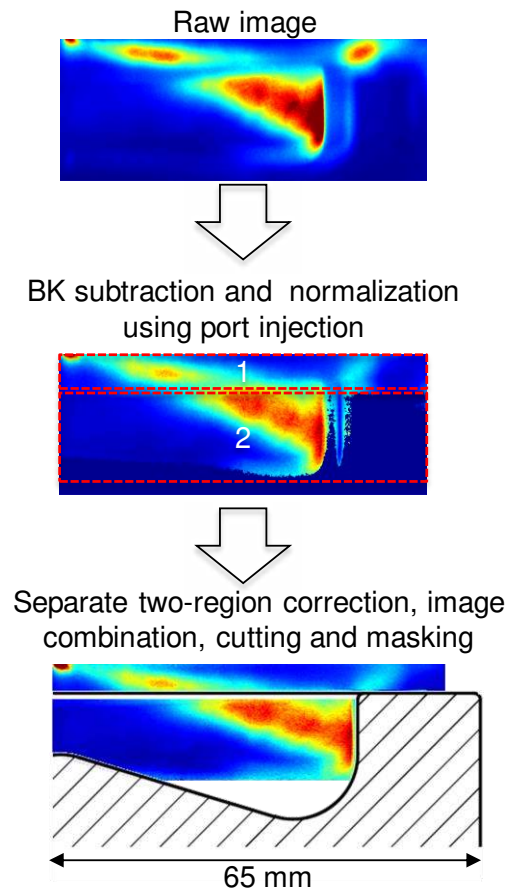 Raw image
BK subtraction and normalization
using port injection
1
2
Separate two-region correction, image
combination, cutting and masking
65 mm